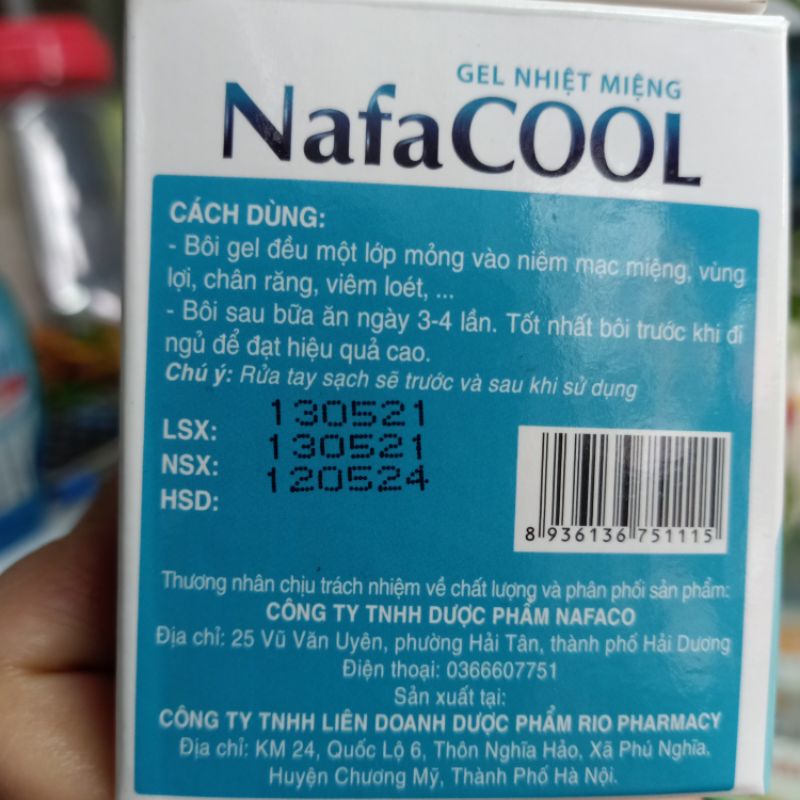 GEL NHIỆT MIỆNG
NafaCOOL
CÁCH DÙNG:
- Bôi gel đều một lớp mỏng vào niêm mạc miệng, vùng
lợi, chân răng, viêm loét, ...
- Bôi sau bữa ăn ngày 3-4 lần. Tốt nhất bôi trước khi đi
ngủ để đạt hiệu quả cao.
Chú ý: Rửa tay sạch sẽ trước và sau khi sử dụng
LSX: 130521
NSX: 130521
HSD: 120524
8 936136 751115
Thương nhân chịu trách nhiệm về chất lượng và phân phối sản phẩm:
CÔNG TY TNHH DƯỢC PHẨM NAFACO
Địa chỉ: 25 Vũ Văn Uyên, phường Hải Tân, thành phố Hải Dương
Điện thoại: 0366607751
Sản xuất tại:
CÔNG TY TNHH LIÊN DOANH DƯỢC PHẨM RIO PHARMACY
Địa chỉ: KM 24, Quốc Lộ 6, Thôn Nghĩa Hảo, Xã Phú Nghĩa,
Huyện Chương Mỹ, Thành Phố Hà Nội.